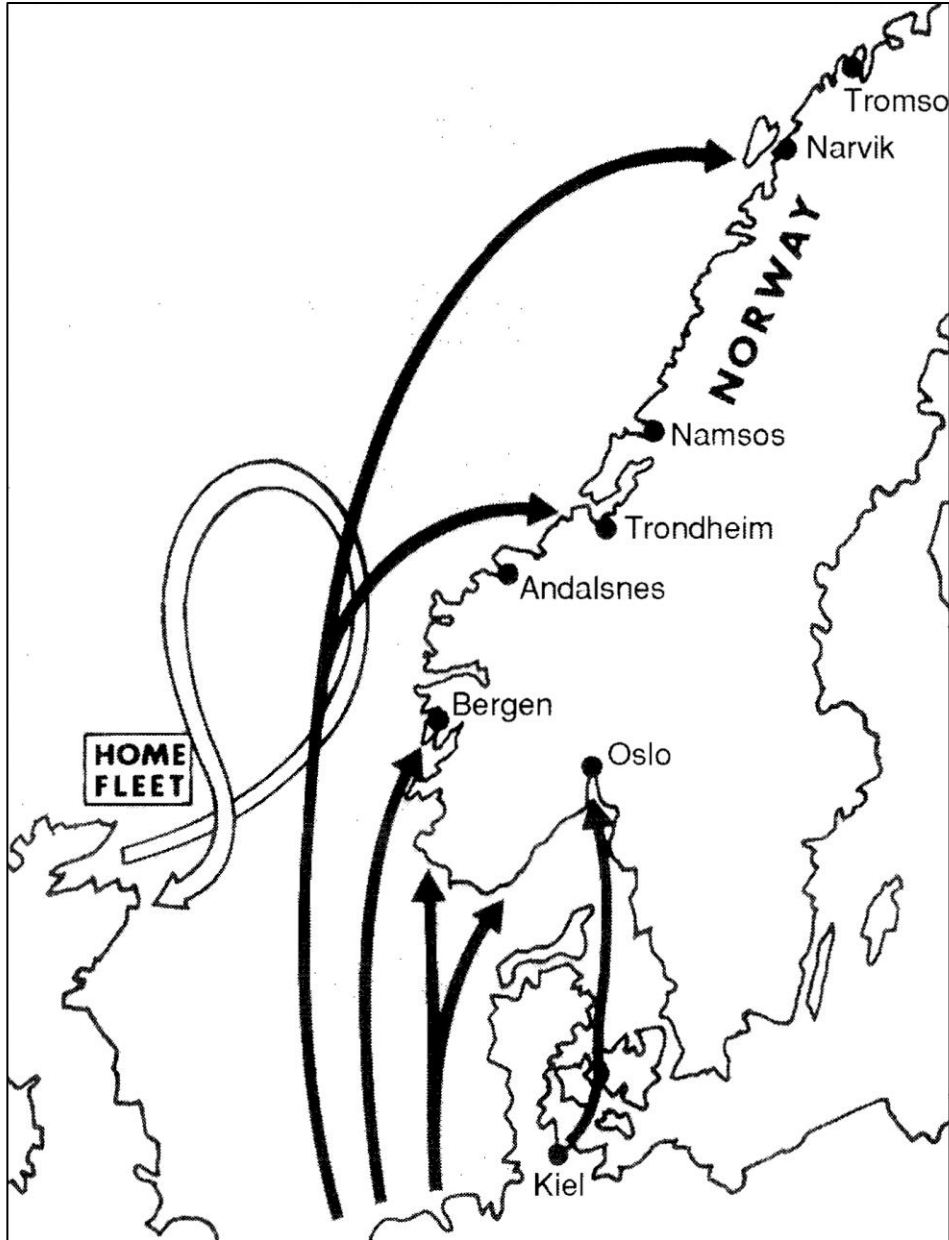 Tromso
Narvik
NORWAY
Namsos
Trondheim
Andalsnes
Bergen
Oslo
HOME
FLEET
Kiel